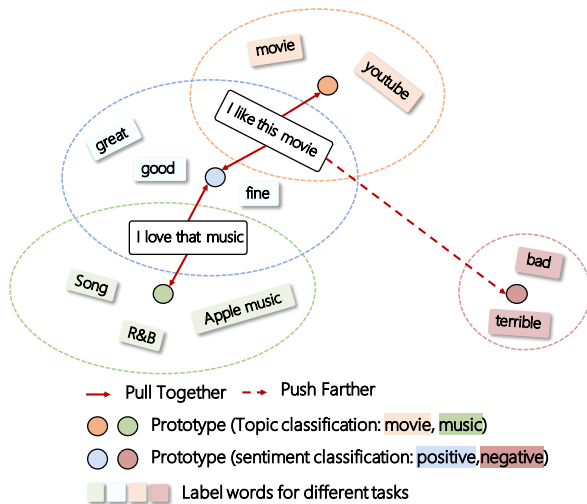 movie
youtube
I like this movie
great
good
fine
I love that music
Song
Apple music
R&B
bad
terrible
Pull Together
Push Farther
Prototype (Topic classification: movie, music)
Prototype (sentiment classification: positive,negative)
Label words for different tasks